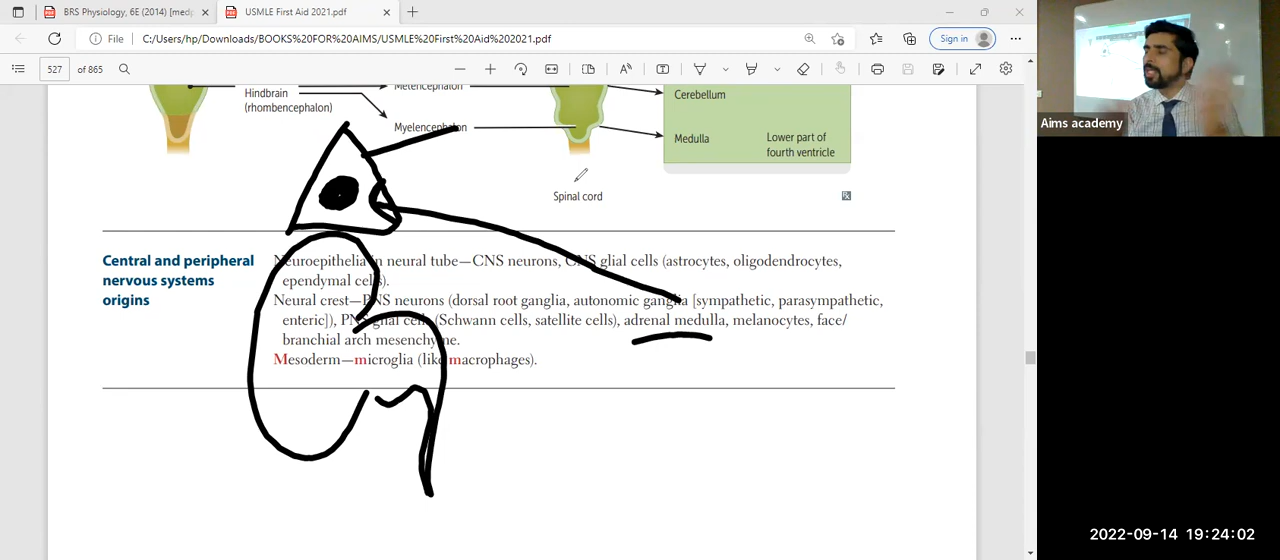 BRS Physiology, 6E (2014) [med
USMLE First Aid 2021.pdf
File
C:/Users/hp/Downloads/BOOKS%20FOR%20AIMS/USMLE%20First%20Aid%202021.pdf
Sign in
527 of 865
Aims academy
Hindbrain
(rhombencephalon)
Metencephalon
Cerebellum
Myelencephalon
Medulla
Lower part of
fourth ventricle
Spinal cord
Central and peripheral
nervous systems
origins
Neuroepithelia in neural tube—CNS neurons, CNS glial cells (astrocytes, oligodendrocytes,
ependymal cells).
Neural crest—PNS neurons (dorsal root ganglia, autonomic ganglia [sympathetic, parasympathetic,
enteric]), PNS glial cells (Schwann cells, satellite cells), adrenal medulla, melanocytes, face/
branchial arch mesenchyme.
Mesoderm—microglia (like macrophages).
2022-09-14 19:24:02